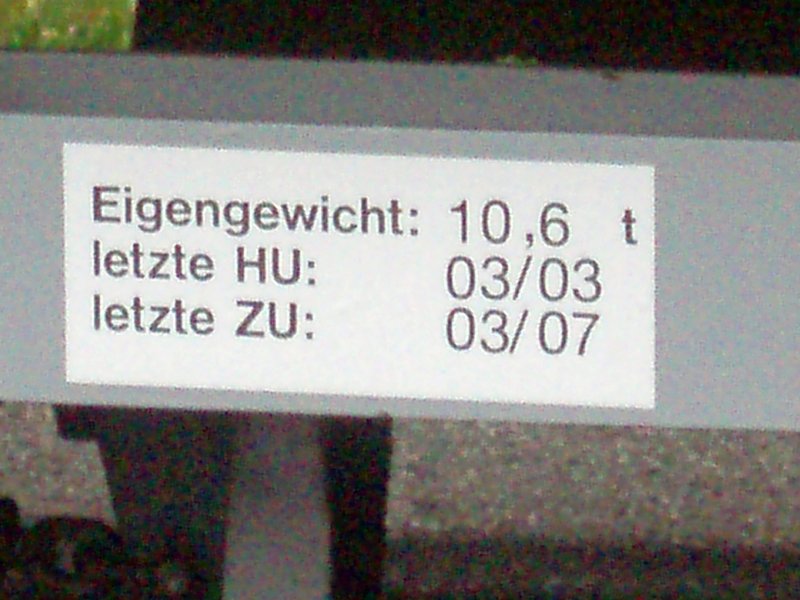 Eigengewicht: 10,6 t
letzte HU: 03/03
letzte ZU: 03/07